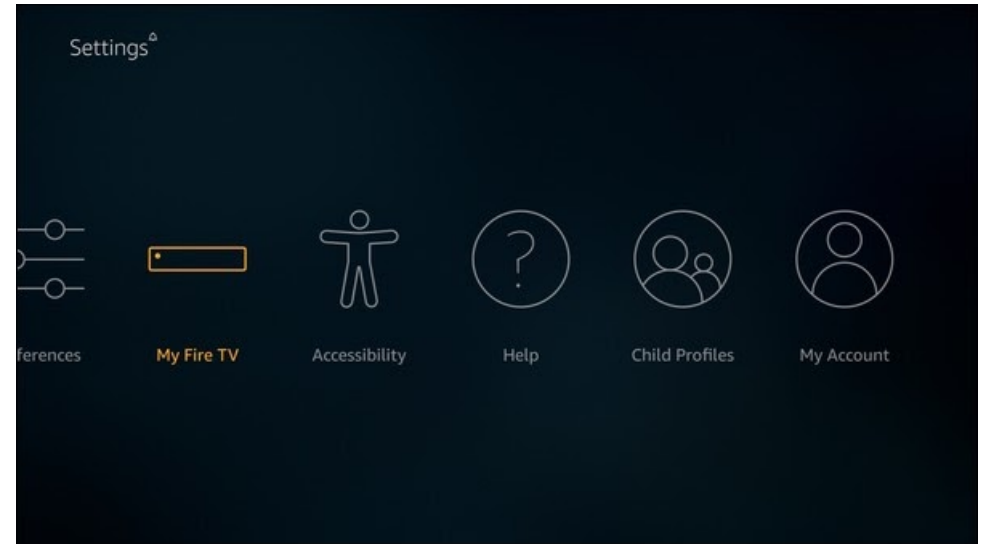 Settings
ferences
My Fire TV
Accessibility
?
Help
Child Profiles
My Account